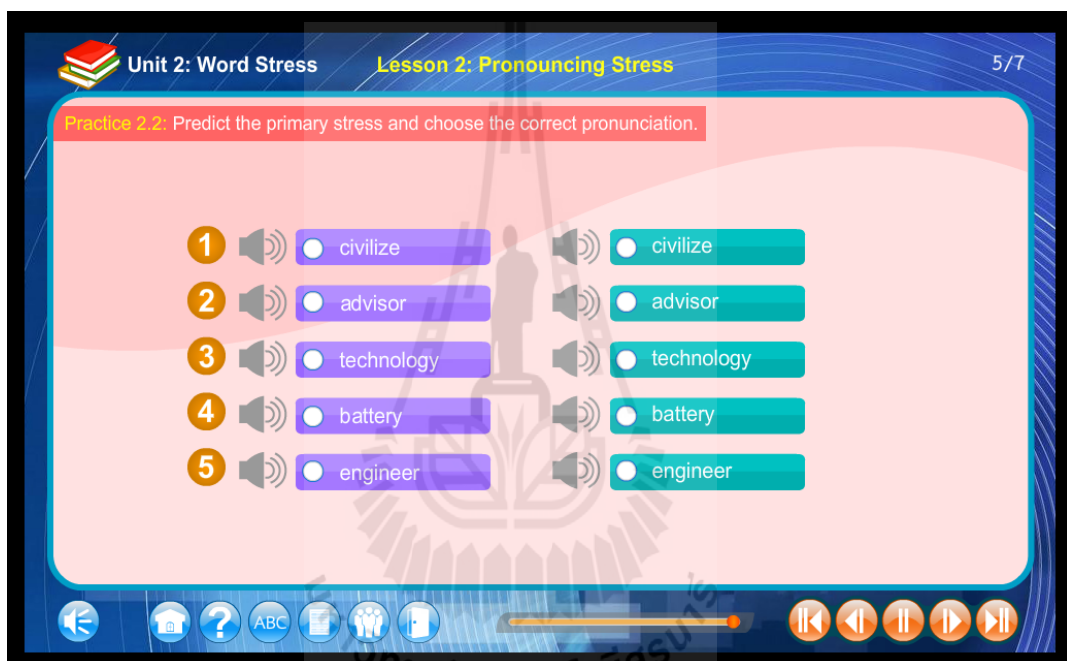 Unit 2: Word Stress Lesson 2: Pronouncing Stress 5/7
Practice 2.2: Predict the primary stress and choose the correct pronunciation.
1 civilize civilize
2 advisor advisor
3 technology technology
4 battery battery
5 engineer engineer
? ABC